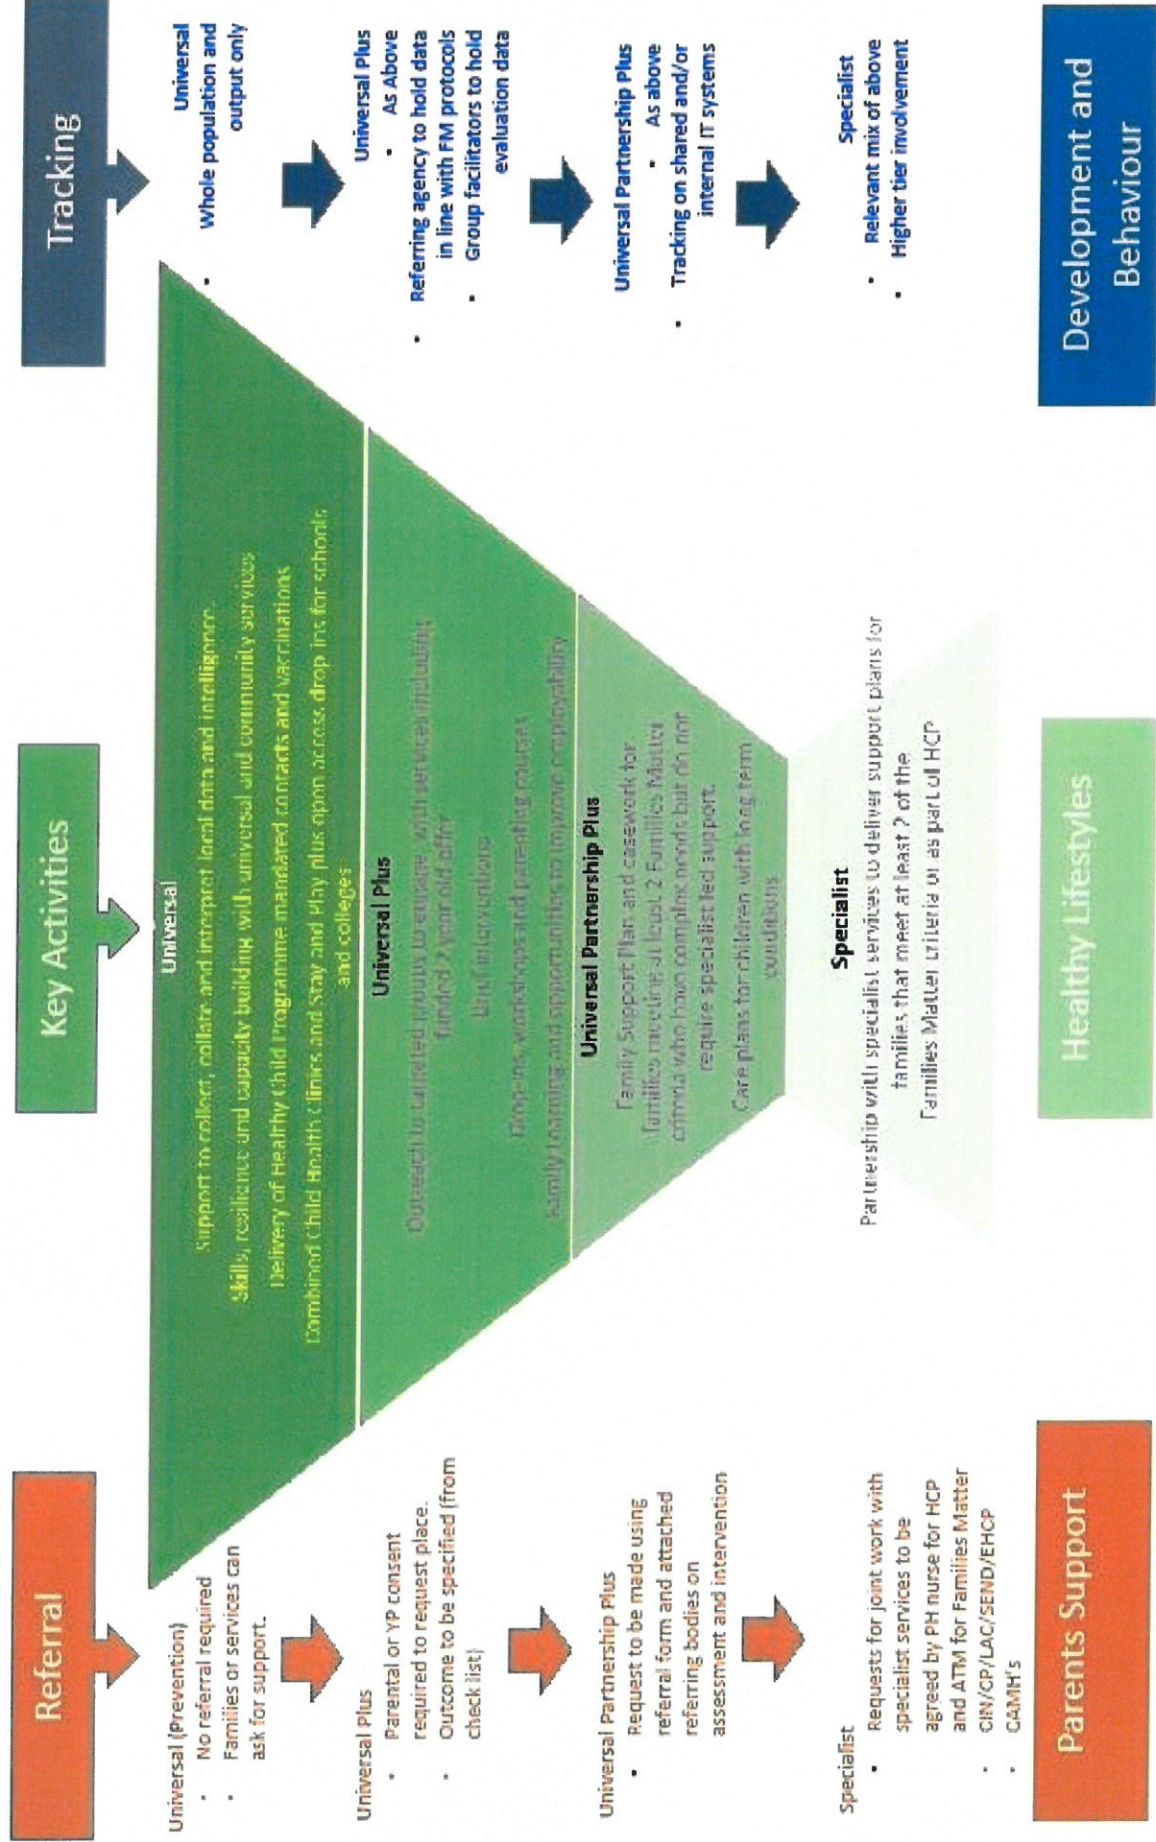 Referral
Universal (Prevention)
• No referral required
• Families or services can
ask for support.
Universal Plus
• Parental or YP consent
required to request place.
• Outcome to be specified (from
check list)
Universal Partnership Plus
• Request to be made using
referral form and attached
referring bodies on
assessment and intervention
Specialist
• Requests for joint work with
specialist services to be
agreed by PH nurse for HCP
and ATM for Families Matter
• CIN/CP/LAC/SEND/EHCP
• CAMH's
Parents Support
Key Activities
Universal
Support to collect, collate and interpret local data and intelligence.
Skills, resilience and capacity building with universal and community services
Delivery of Healthy Child Programme mandated contacts and vaccinations
Combined Child Health Clinics and Stay and Play plus open access drop ins for schools
and colleges
Universal Plus
Outreach to targeted groups to engage with services including
funded 2 year old offer
Brief interventions
Drop-ins, workshops and parenting courses
Family Learning and opportunities to improve employability
Universal Partnership Plus
Family Support Plan and casework for
families meeting at least 2 Families Matter
criteria who have complex needs but do not
require specialist led support.
Care plans for children with long term
conditions
Specialist
Partnership with specialist services to deliver support plans for
families that meet at least 2 of the
Families Matter criteria or as part of HCP
Healthy Lifestyles
Tracking
Universal
• Whole population and
output only
Universal Plus
• As Above
• Referring agency to hold data
in line with FM protocols
• Group facilitators to hold
evaluation data
Universal Partnership Plus
• As above
• Tracking on shared and/or
internal IT systems
Specialist
• Relevant mix of above
• Higher tier involvement
Development and
Behaviour